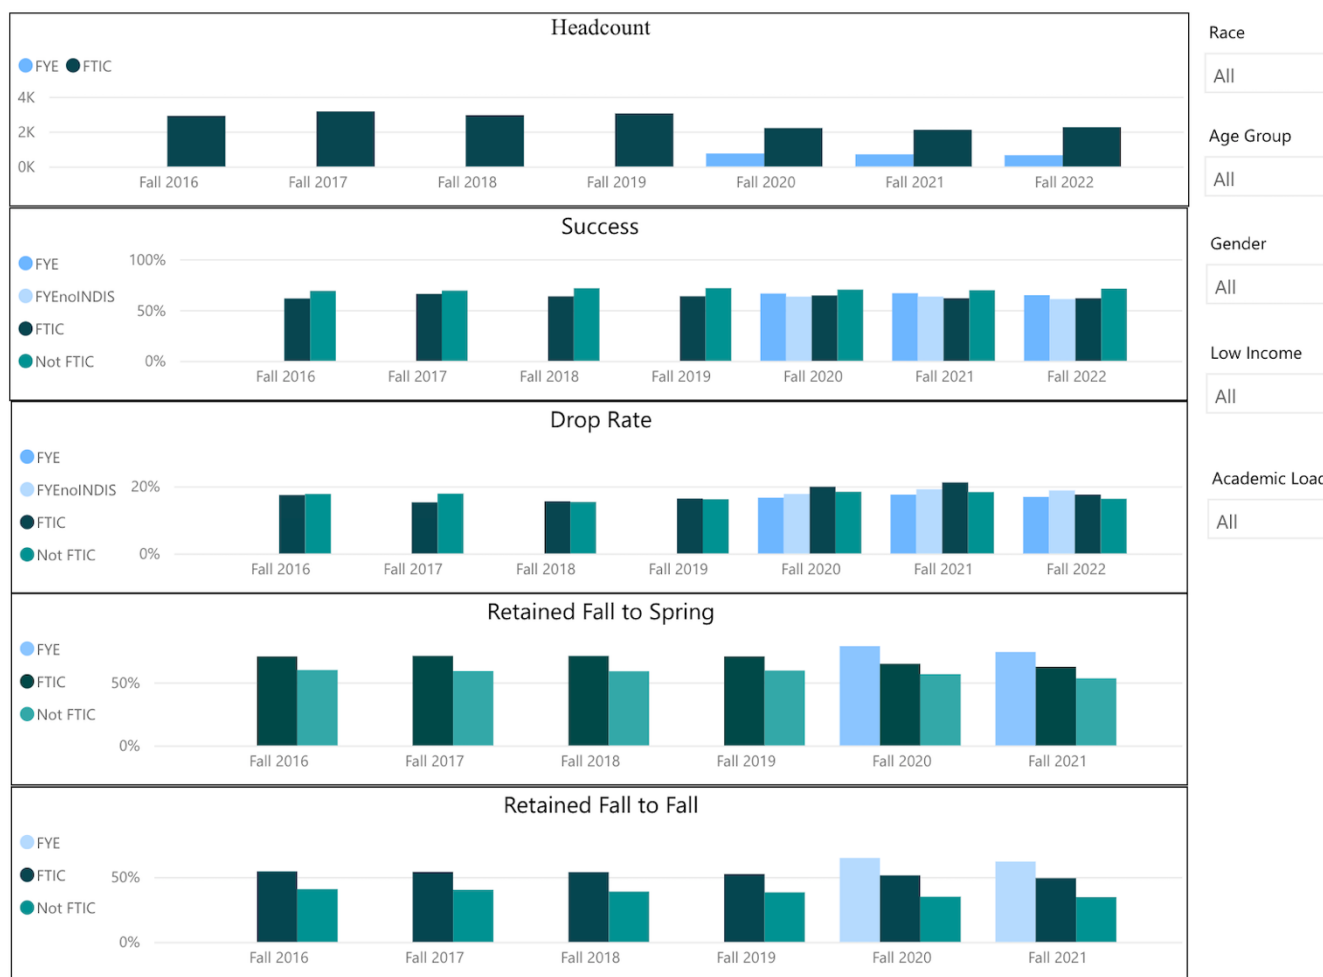 Headcount
FYE FTIC
4K
2K
0K
Fall 2016 Fall 2017 Fall 2018 Fall 2019 Fall 2020 Fall 2021 Fall 2022
Success
FYE
FYEnoINDIS
FTIC
Not FTIC
100%
50%
0%
Fall 2016 Fall 2017 Fall 2018 Fall 2019 Fall 2020 Fall 2021 Fall 2022
Drop Rate
FYE
FYEnoINDIS
FTIC
Not FTIC
20%
0%
Fall 2016 Fall 2017 Fall 2018 Fall 2019 Fall 2020 Fall 2021 Fall 2022
Retained Fall to Spring
FYE
FTIC
Not FTIC
50%
0%
Fall 2016 Fall 2017 Fall 2018 Fall 2019 Fall 2020 Fall 2021
Retained Fall to Fall
FYE
FTIC
Not FTIC
50%
0%
Fall 2016 Fall 2017 Fall 2018 Fall 2019 Fall 2020 Fall 2021
Race
All
Age Group
All
Gender
All
Low Income
All
Academic Load
All